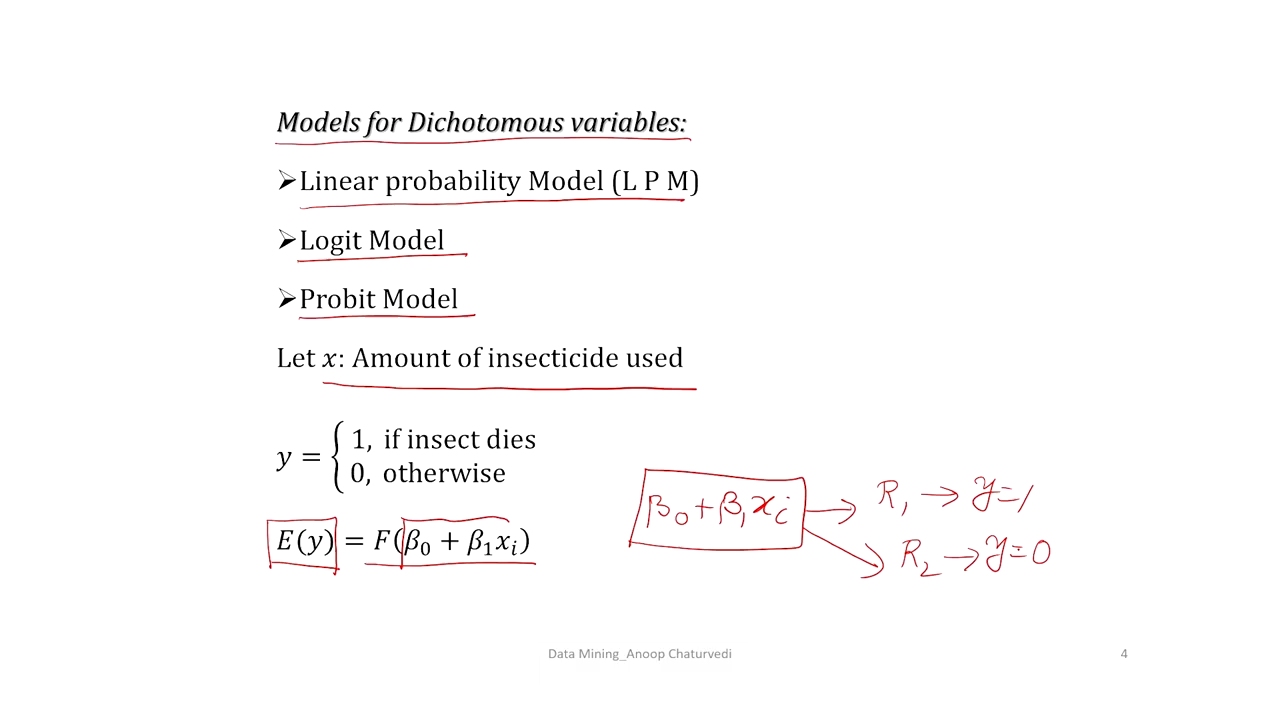 Models for Dichotomous variables:
➢Linear probability Model (L P M)
➢Logit Model
➢Probit Model
Let x: Amount of insecticide used
y = { 1, if insect dies
0, otherwise
E(y) = F(β₀ + β₁xᵢ)
β₀ + β₁xᵢ → R₁ → y=1
→ R₂ → y=0
Data Mining_Anoop Chaturvedi
4